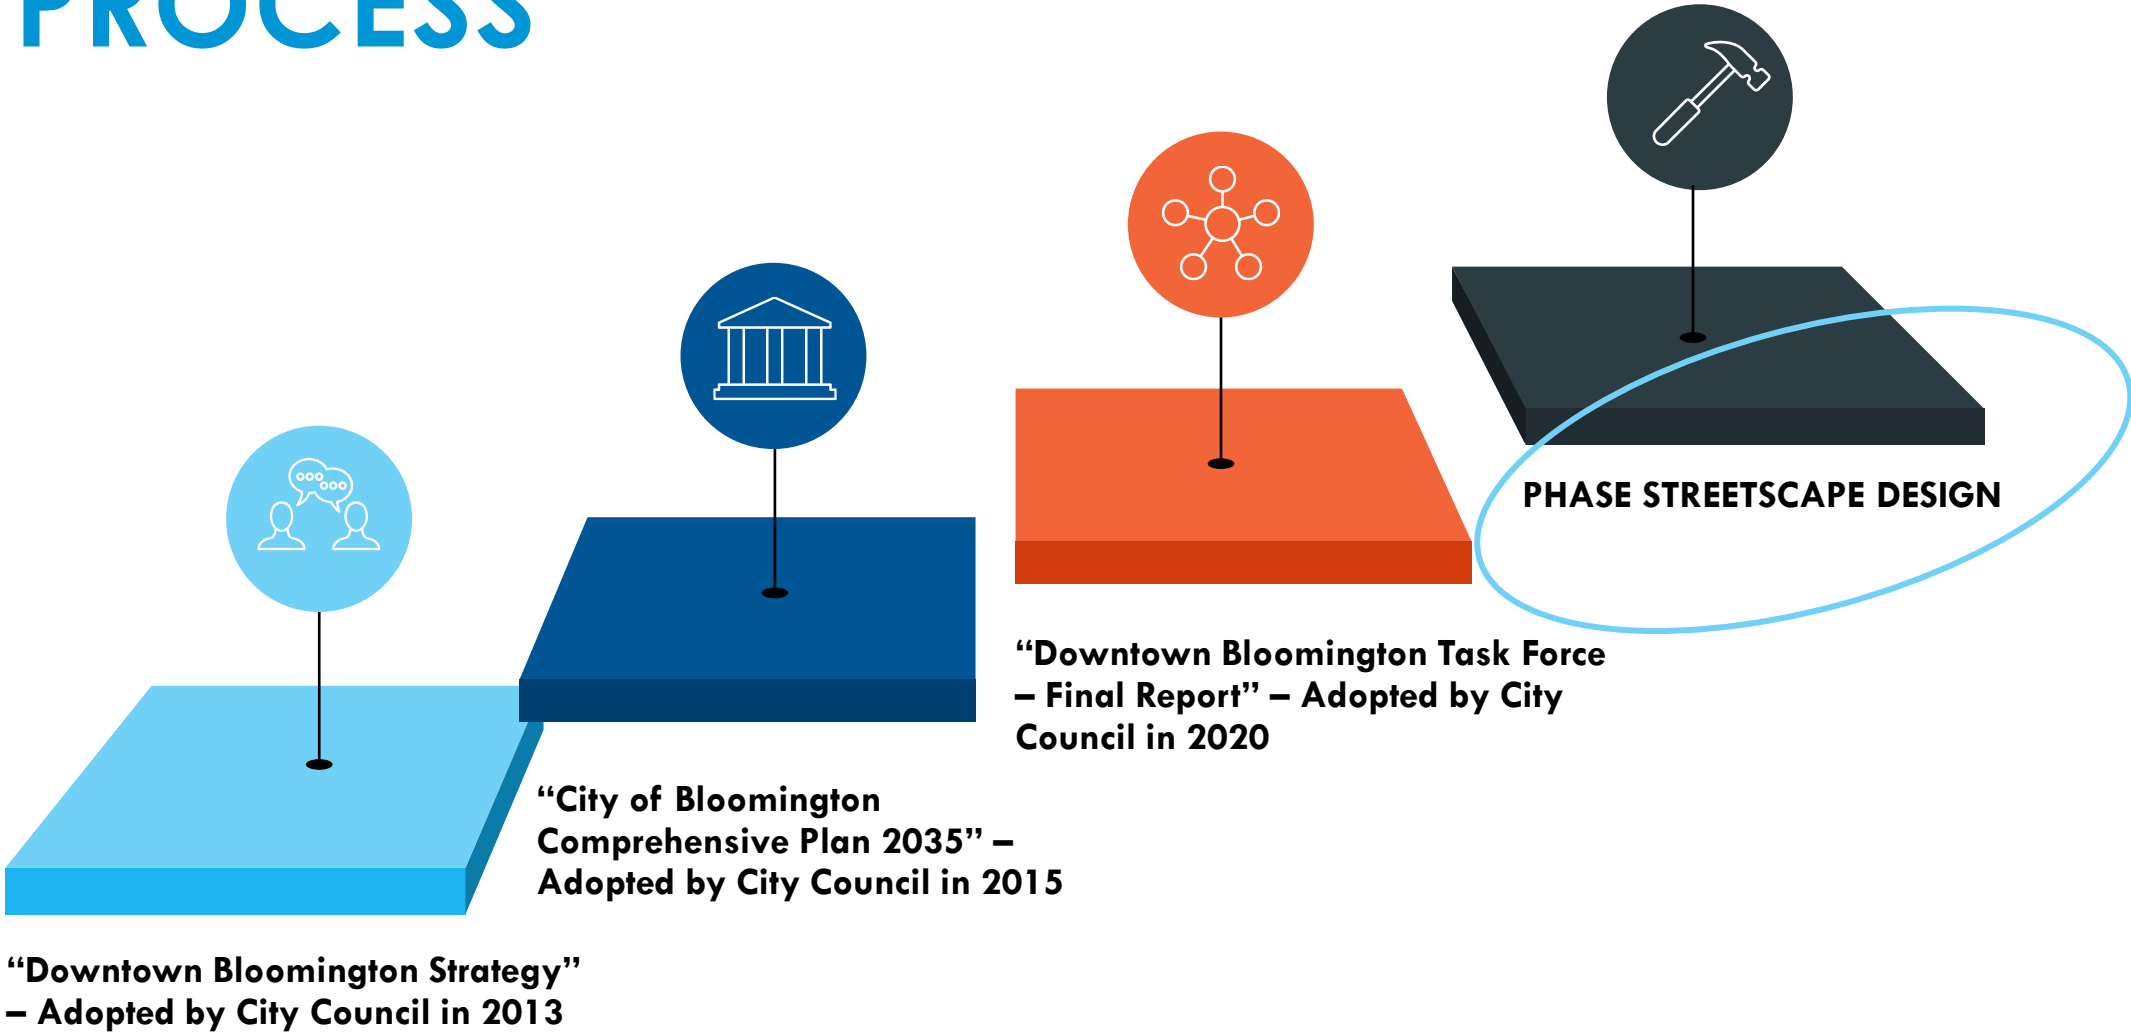 PROCESS
PHASE STREETSCAPE DESIGN
“Downtown Bloomington Task Force
– Final Report” – Adopted by City
Council in 2020
“City of Bloomington
Comprehensive Plan 2035” –
Adopted by City Council in 2015
“Downtown Bloomington Strategy”
– Adopted by City Council in 2013